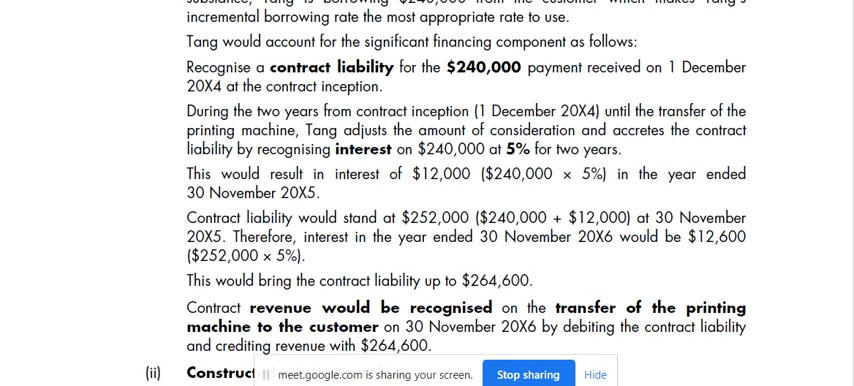 incremental borrowing rate the most appropriate rate to use.
Tang would account for the significant financing component as follows:
Recognise a contract liability for the $240,000 payment received on 1 December
20X4 at the contract inception.
During the two years from contract inception (1 December 20X4) until the transfer of the
printing machine, Tang adjusts the amount of consideration and accretes the contract
liability by recognising interest on $240,000 at 5% for two years.
This would result in interest of $12,000 ($240,000 × 5%) in the year ended
30 November 20X5.
Contract liability would stand at $252,000 ($240,000 + $12,000) at 30 November
20X5. Therefore, interest in the year ended 30 November 20X6 would be $12,600
($252,000 × 5%).
This would bring the contract liability up to $264,600.
Contract revenue would be recognised on the transfer of the printing
machine to the customer on 30 November 20X6 by debiting the contract liability
and crediting revenue with $264,600.
(ii) Construct
meet.google.com is sharing your screen. Stop sharing Hide